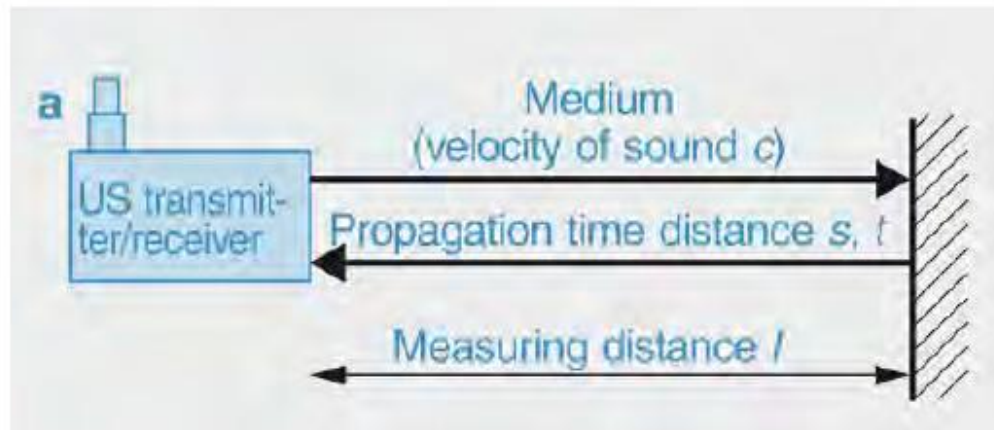 a
Medium
(velocity of sound c)
US transmit-
ter/receiver
Propagation time distance s, t
Measuring distance l